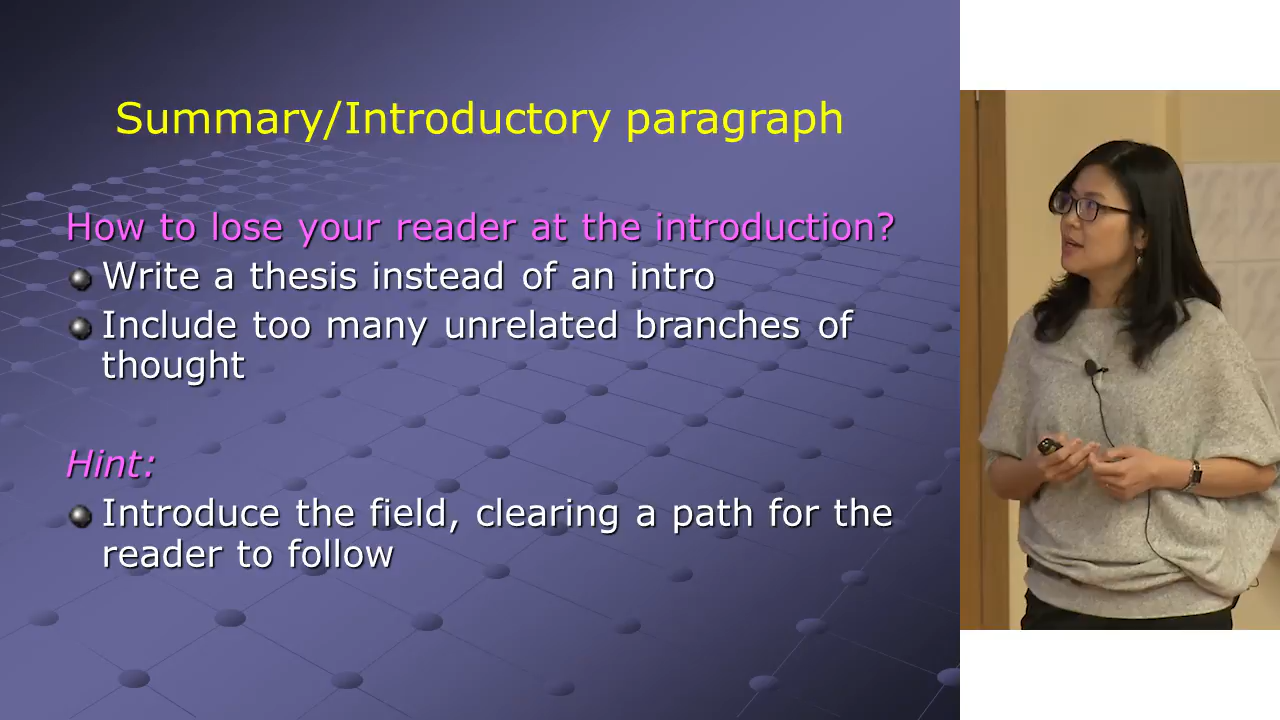 Summary/Introductory paragraph
How to lose your reader at the introduction?
Write a thesis instead of an intro
Include too many unrelated branches of
thought
Hint:
Introduce the field, clearing a path for the
reader to follow